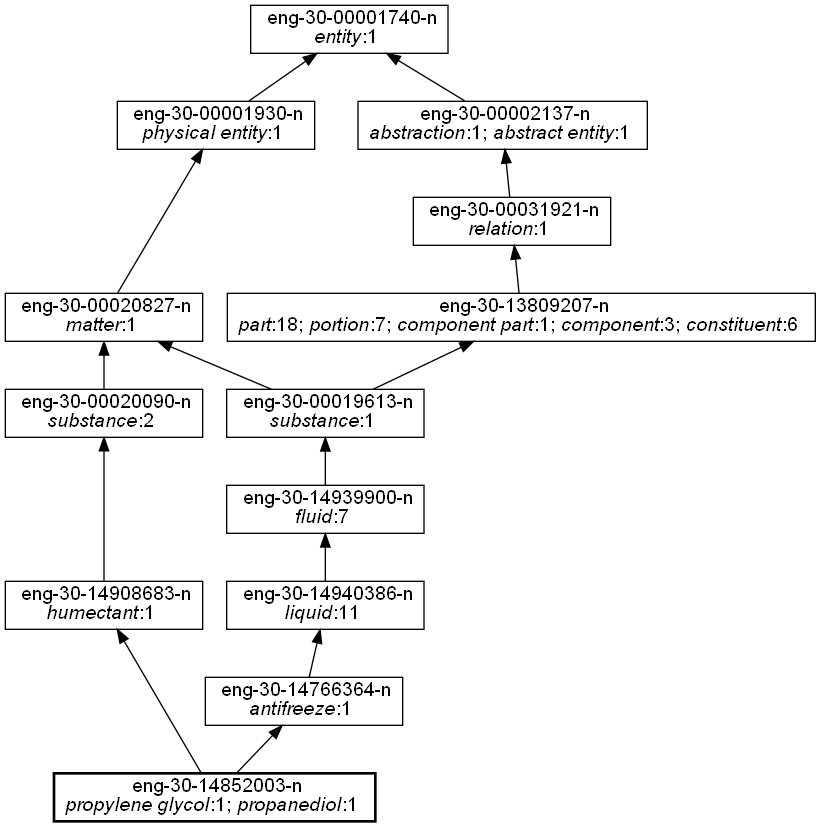 eng-30-00001740-n
entity:1
eng-30-00001930-n
physical entity:1
eng-30-00002137-n
abstraction:1; abstract entity:1
eng-30-00031921-n
relation:1
eng-30-00020827-n
matter:1
eng-30-13809207-n
part:18; portion:7; component part:1; component:3; constituent:6
eng-30-00020090-n
substance:2
eng-30-00019613-n
substance:1
eng-30-14939900-n
fluid:7
eng-30-14908683-n
humectant:1
eng-30-14940386-n
liquid:11
eng-30-14766364-n
antifreeze:1
eng-30-14852003-n
propylene glycol:1; propanediol:1